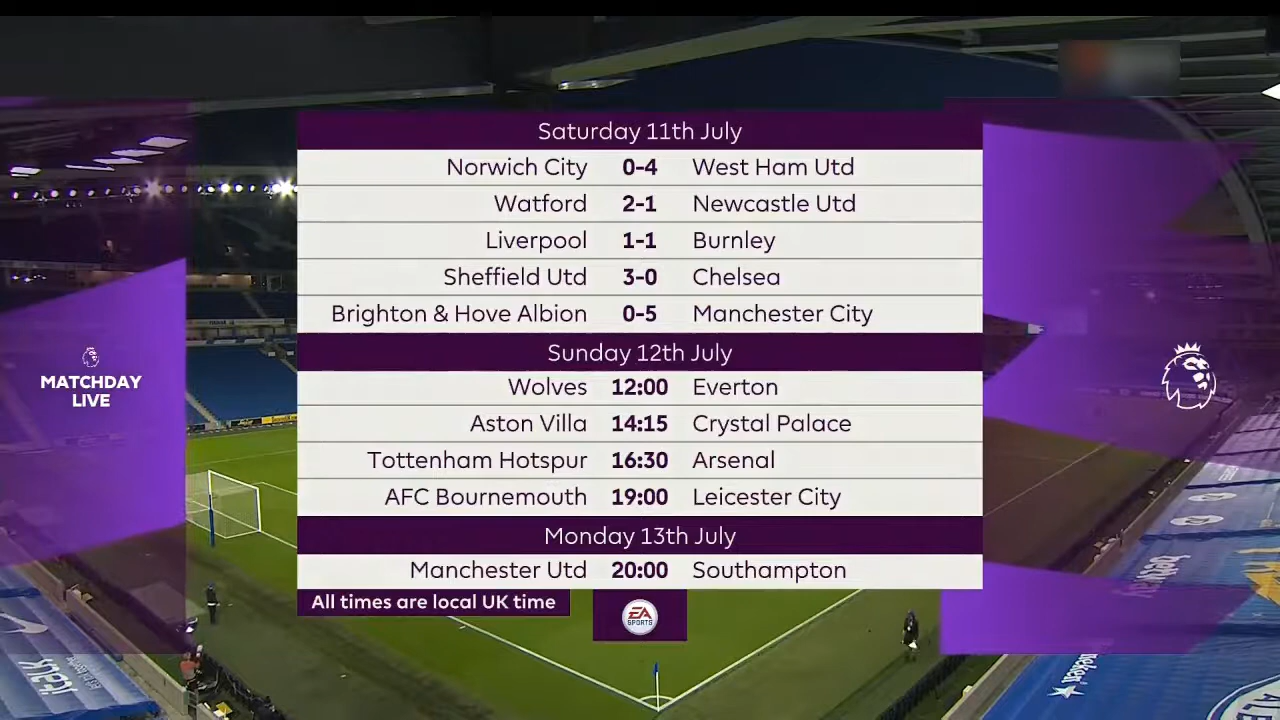 Saturday 11th July
Norwich City 0-4 West Ham Utd
Watford 2-1 Newcastle Utd
Liverpool 1-1 Burnley
Sheffield Utd 3-0 Chelsea
Brighton & Hove Albion 0-5 Manchester City
Sunday 12th July
Wolves 12:00 Everton
Aston Villa 14:15 Crystal Palace
Tottenham Hotspur 16:30 Arsenal
AFC Bournemouth 19:00 Leicester City
Monday 13th July
Manchester Utd 20:00 Southampton
All times are local UK time
EA
SPORTS
MATCHDAY
LIVE
italk